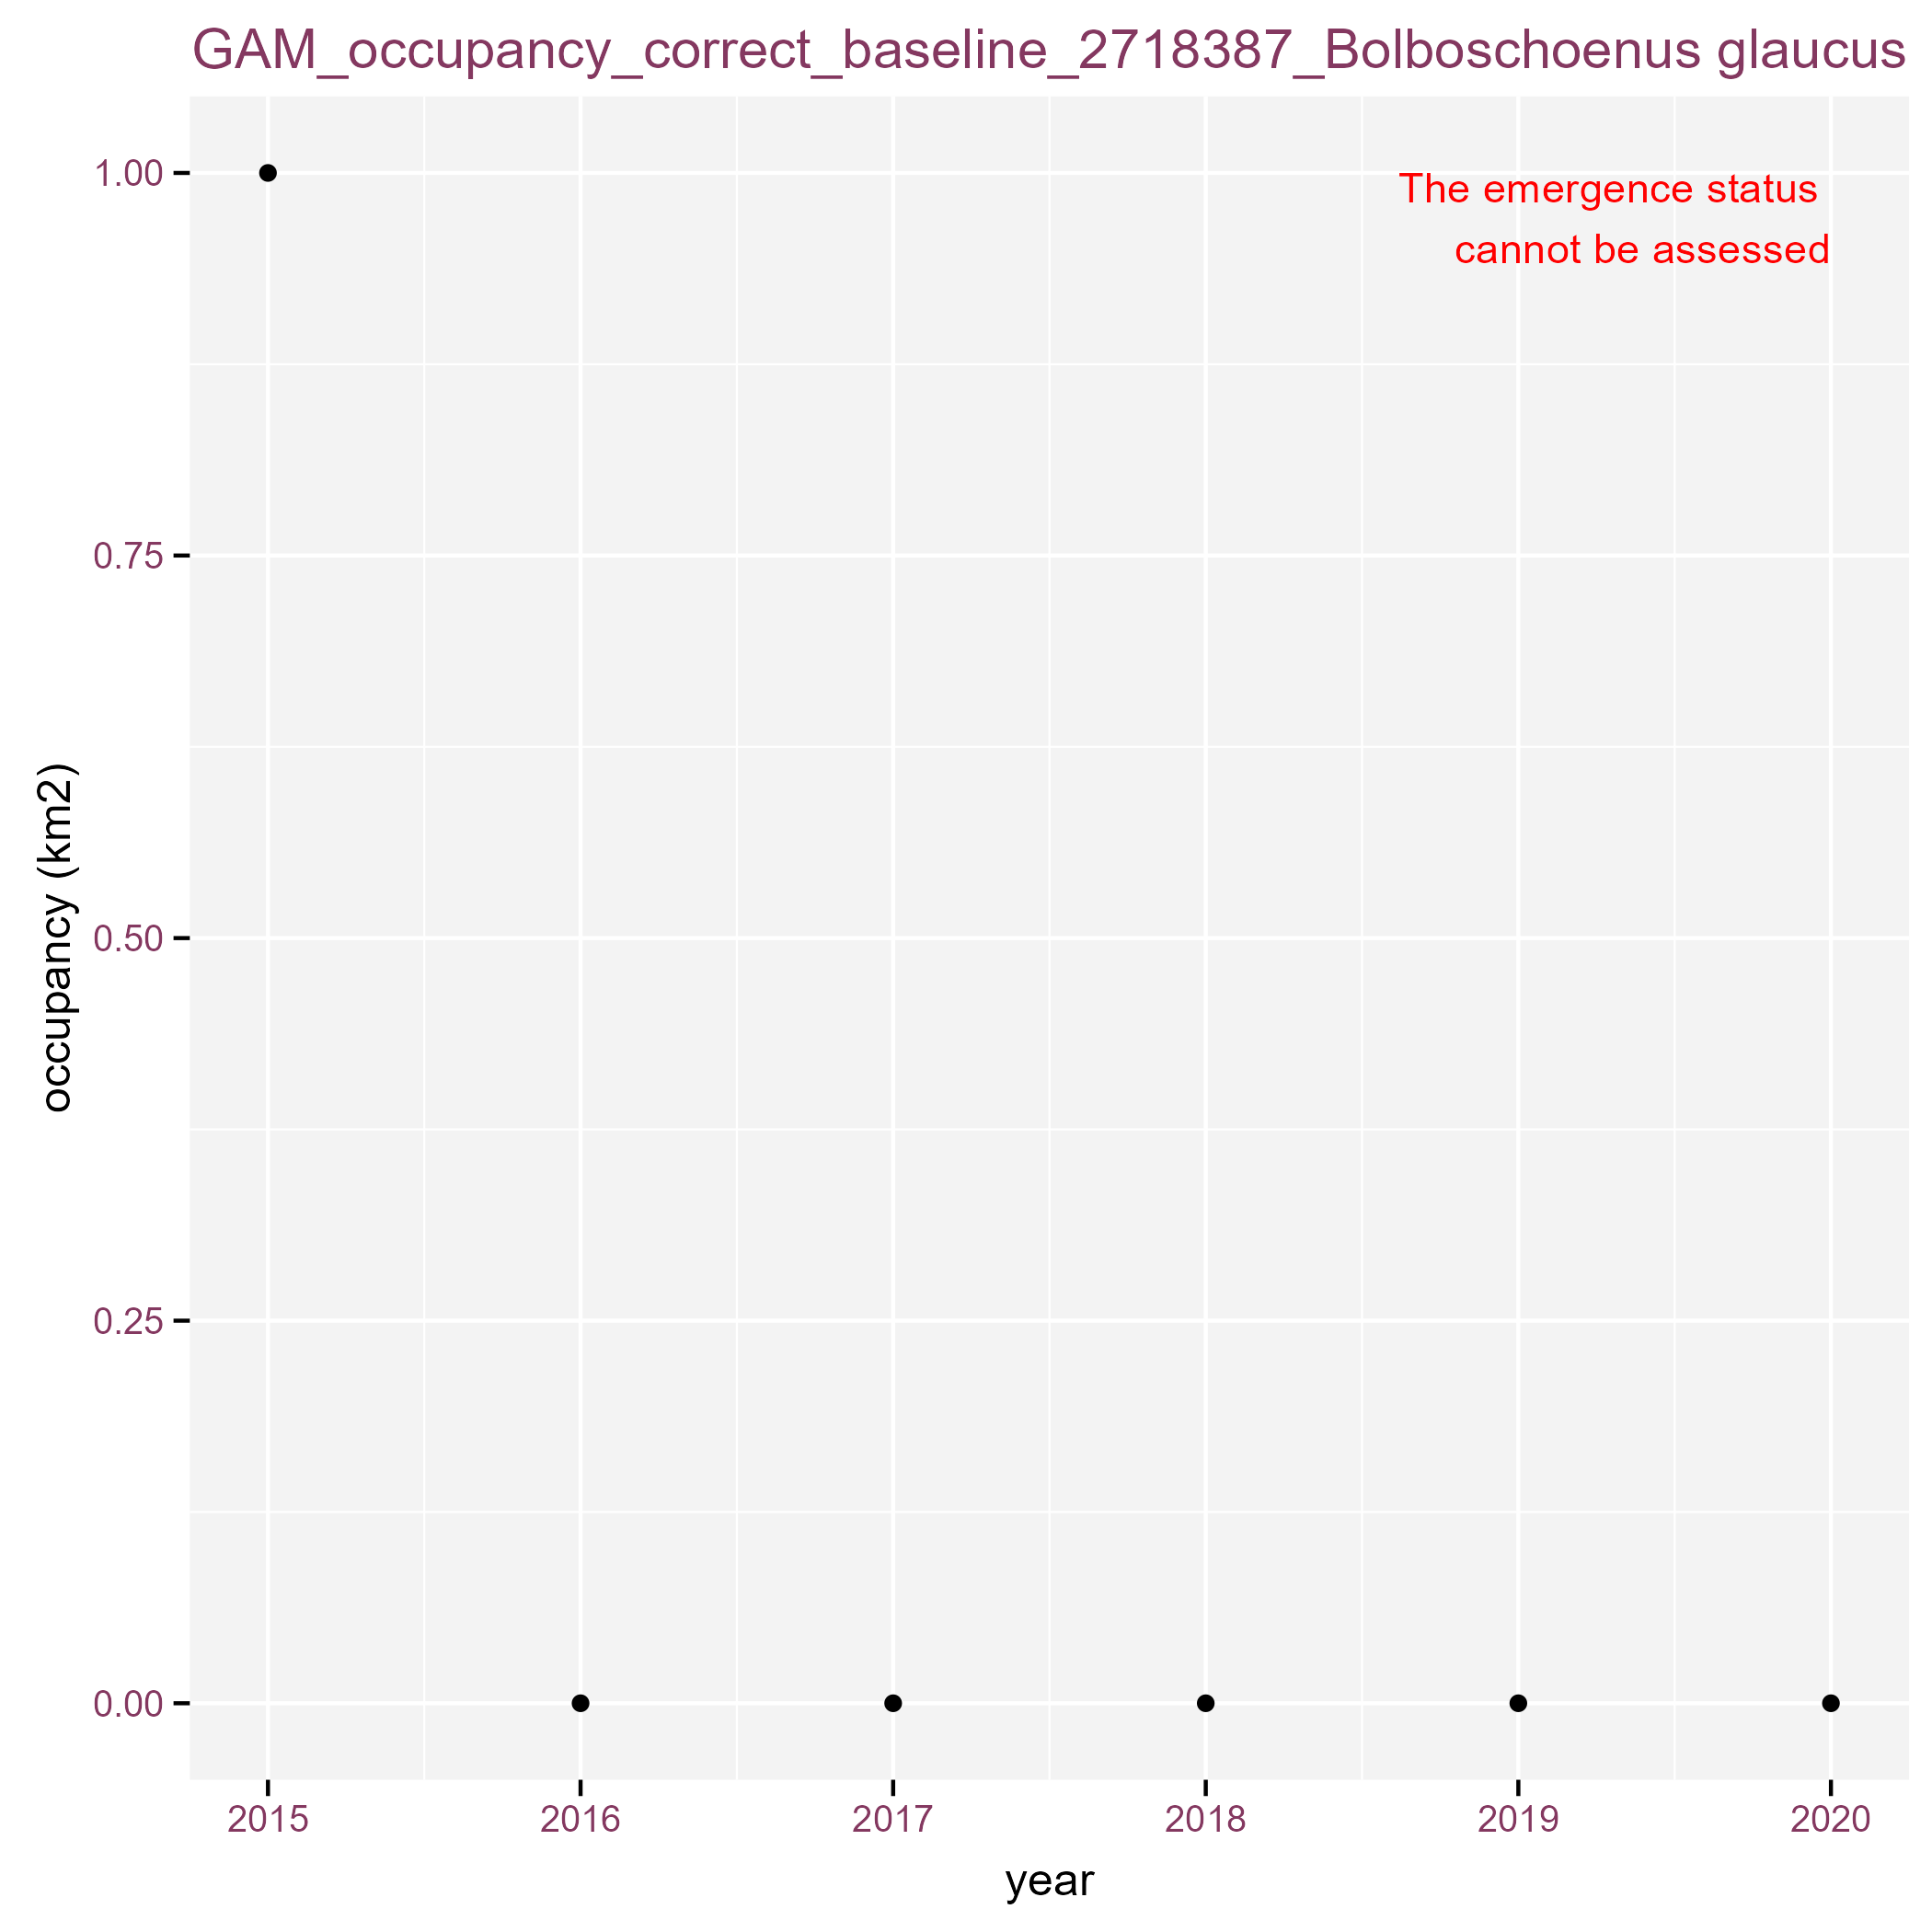 GAM_occupancy_correct_baseline_2718387_Bolboschoenus glaucus
The emergence status
cannot be assessed
1.00
0.75
0.50
0.25
0.00
occupancy (km2)
2015 2016 2017 2018 2019 2020
year